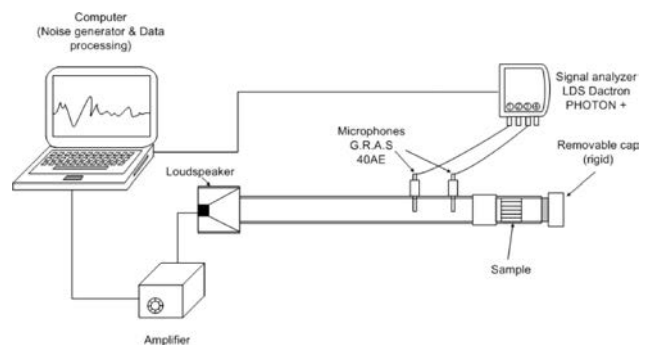 Computer
(Noise generator & Data
processing)
Signal analyzer
LDS Dactron
PHOTON +
Microphones
G.R.A.S
40AE
Removable cap
(rigid)
Loudspeaker
Sample
Amplifier